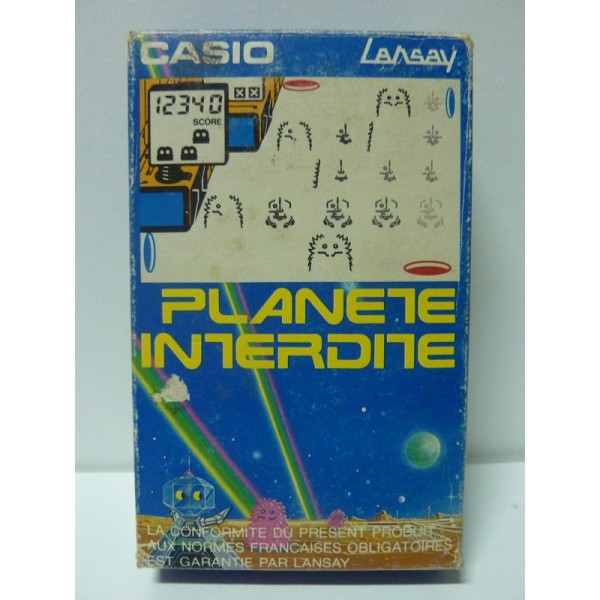 CASIO Lansay
12340
SCORE
PLANETE
INTERDITE
LA CONFORMITE DU PRESENT PRODUIT
AUX NORMES FRANCAISES OBLIGATOIRES
EST GARANTIE PAR LANSAY